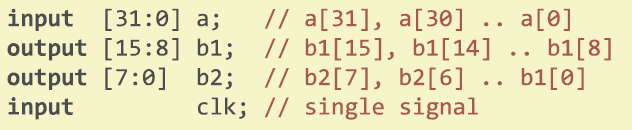 input [31:0] a; // a[31], a[30] .. a[0]
output [15:8] b1; // b1[15], b1[14] .. b1[8]
output [7:0] b2; // b2[7], b2[6] .. b1[0]
input clk; // single signal